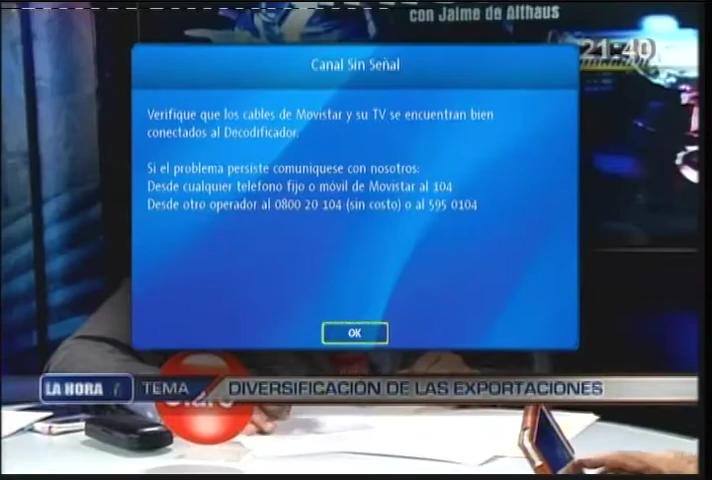 con Jaime de Althaus
21:40
Canal Sin Señal
Verifique que los cables de Movistar y su TV se encuentran bien
conectados al Decodificador.
Si el problema persiste comuniquese con nosotros:
Desde cualquier telefono fijo o móvil de Movistar al 104
Desde otro operador al 0800 20 104 (sin costo) o al 595 0104
OK
LA HORA
TEMA
DIVERSIFICACIÓN DE LAS EXPORTACIONES
Claro